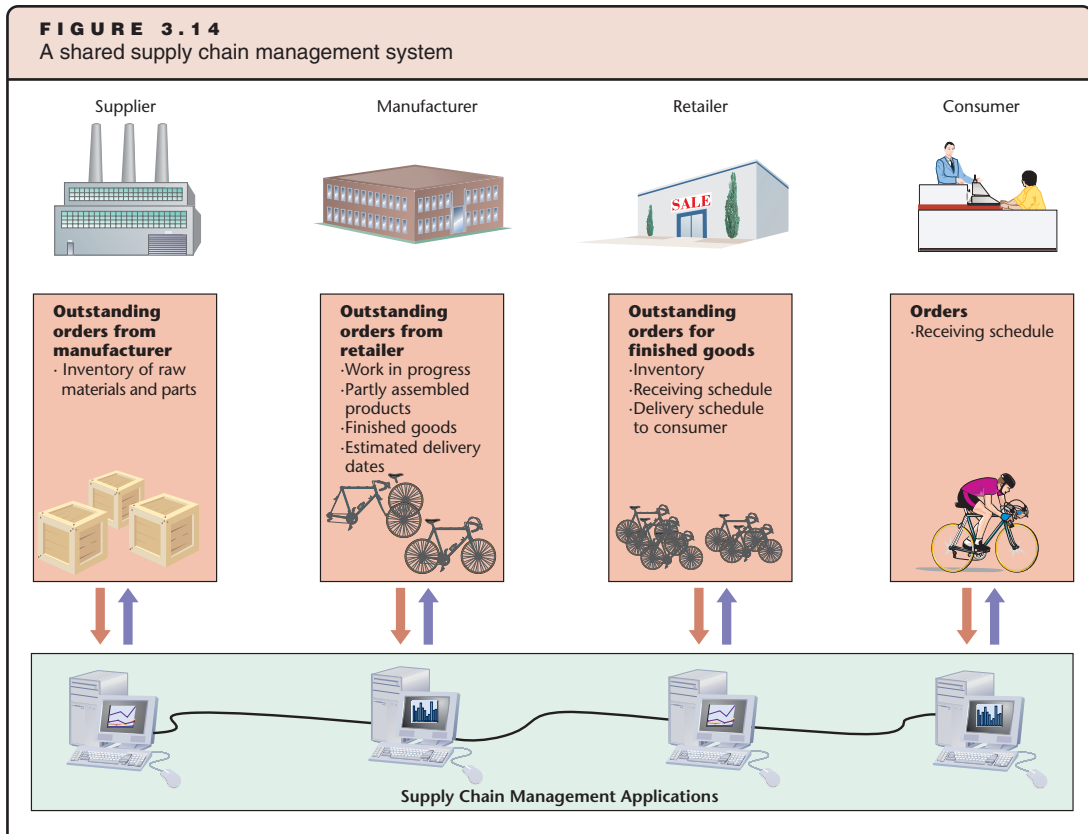 FIGURE 3.14
A shared supply chain management system
Supplier
Manufacturer
Retailer
Consumer
SALE
Outstanding
orders from
manufacturer
· Inventory of raw
materials and parts
Outstanding
orders from
retailer
·Work in progress
·Partly assembled
products
·Finished goods
·Estimated delivery
dates
Outstanding
orders for
finished goods
·Inventory
·Receiving schedule
·Delivery schedule
to consumer
Orders
·Receiving schedule
Supply Chain Management Applications